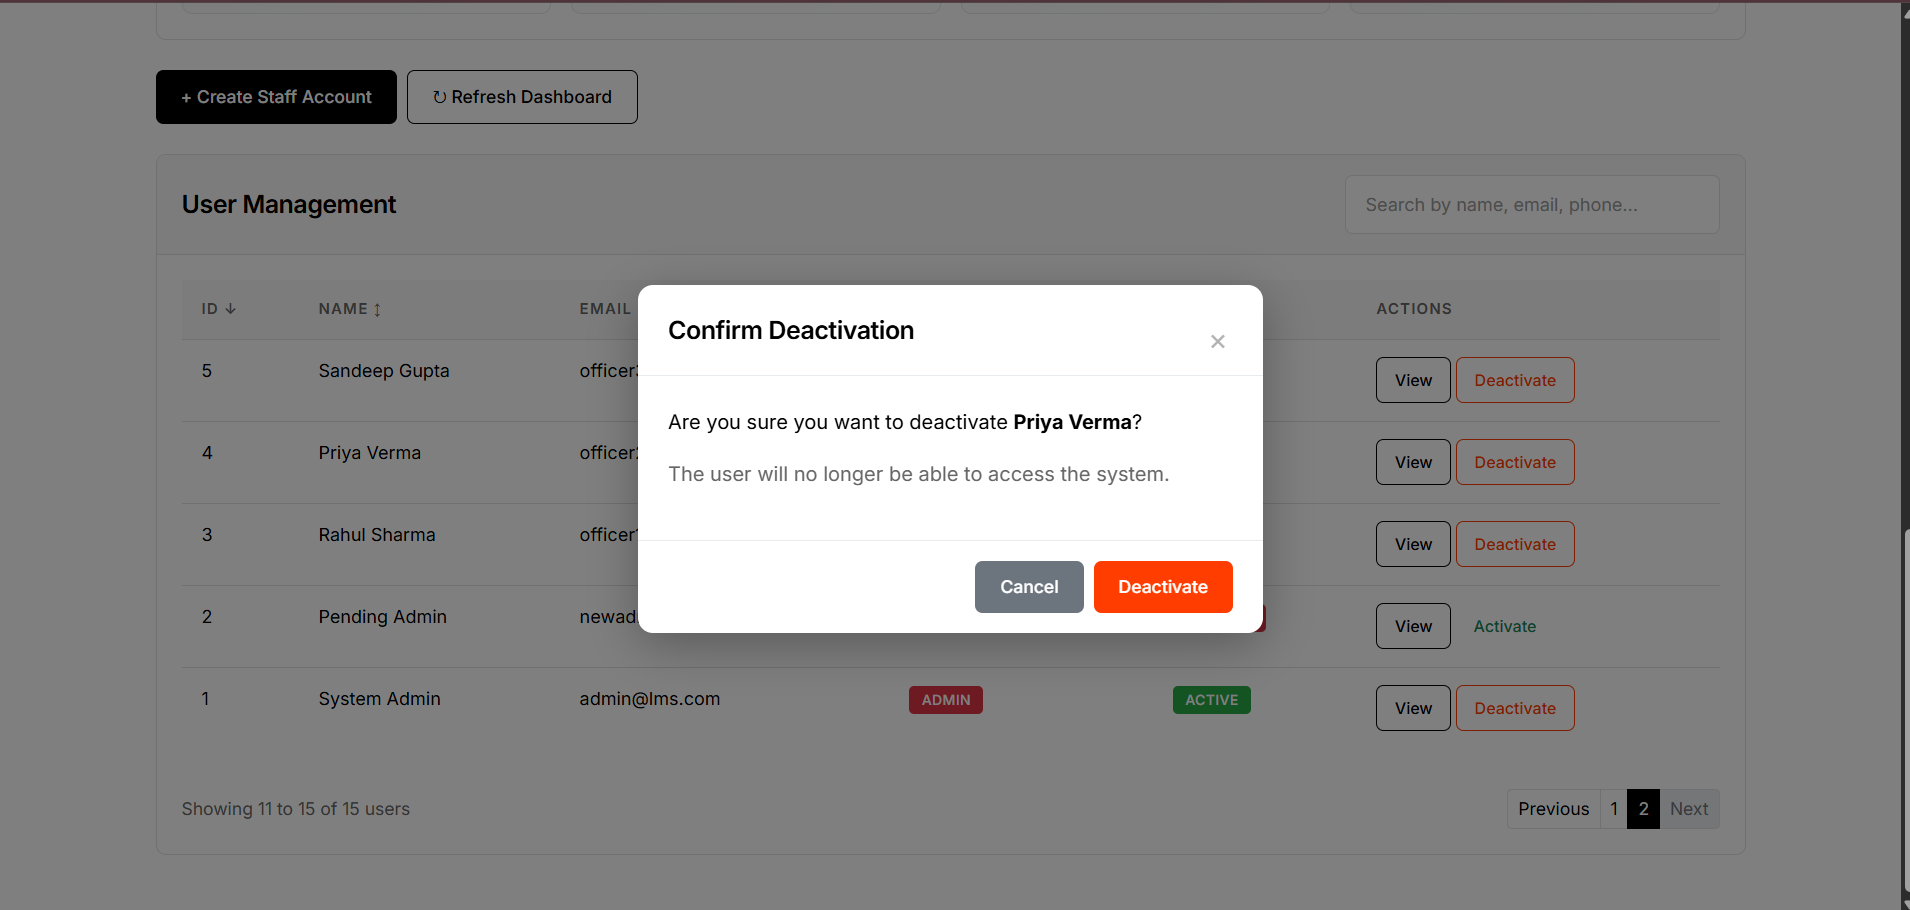 + Create Staff Account
↻ Refresh Dashboard
User Management
Search by name, email, phone...
ID ↓ NAME ↕ EMAIL ACTIONS
5 Sandeep Gupta View Deactivate
4 Priya Verma View Deactivate
3 Rahul Sharma View Deactivate
2 Pending Admin View Activate
1 System Admin admin@lms.com ADMIN ACTIVE View Deactivate
Showing 11 to 15 of 15 users
Previous 1 2 Next
Confirm Deactivation
×
Are you sure you want to deactivate Priya Verma?
The user will no longer be able to access the system.
Cancel Deactivate